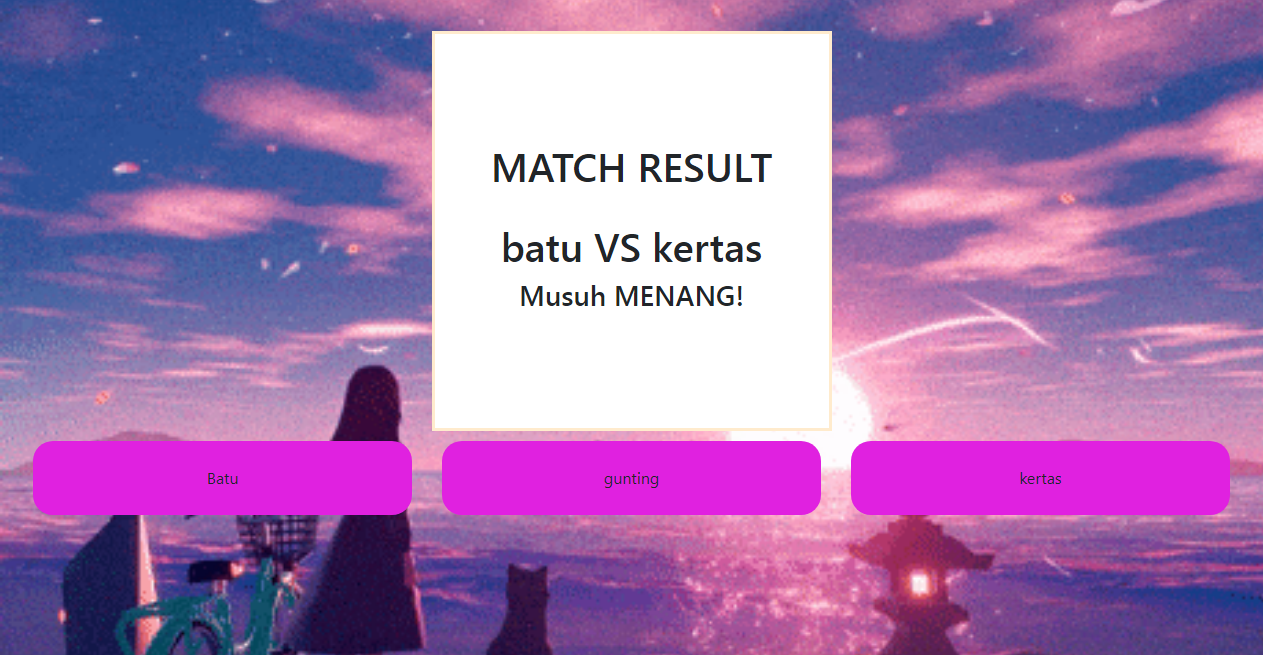 MATCH RESULT
batu VS kertas
Musuh MENANG!
Batu
gunting
kertas